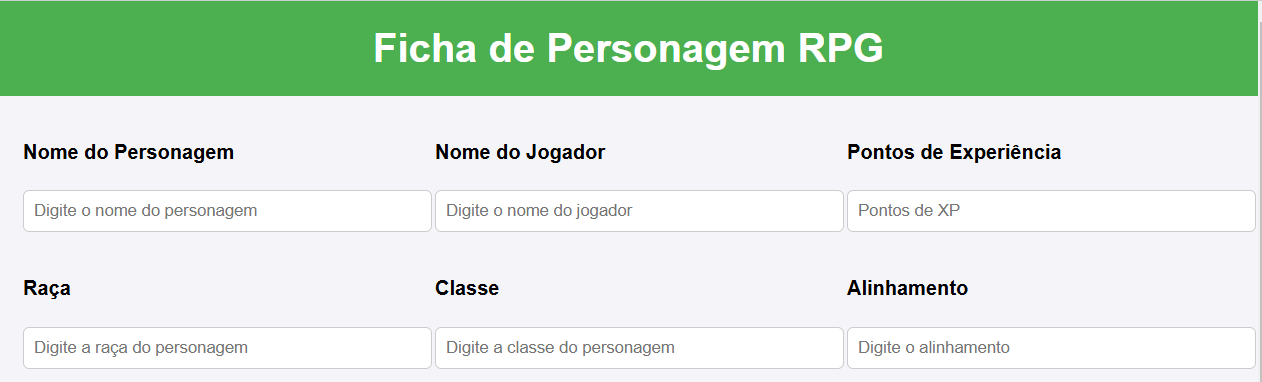 Ficha de Personagem RPG
Nome do Personagem
Nome do Jogador
Pontos de Experiência
Digite o nome do personagem
Digite o nome do jogador
Pontos de XP
Raça
Classe
Alinhamento
Digite a raça do personagem
Digite a classe do personagem
Digite o alinhamento